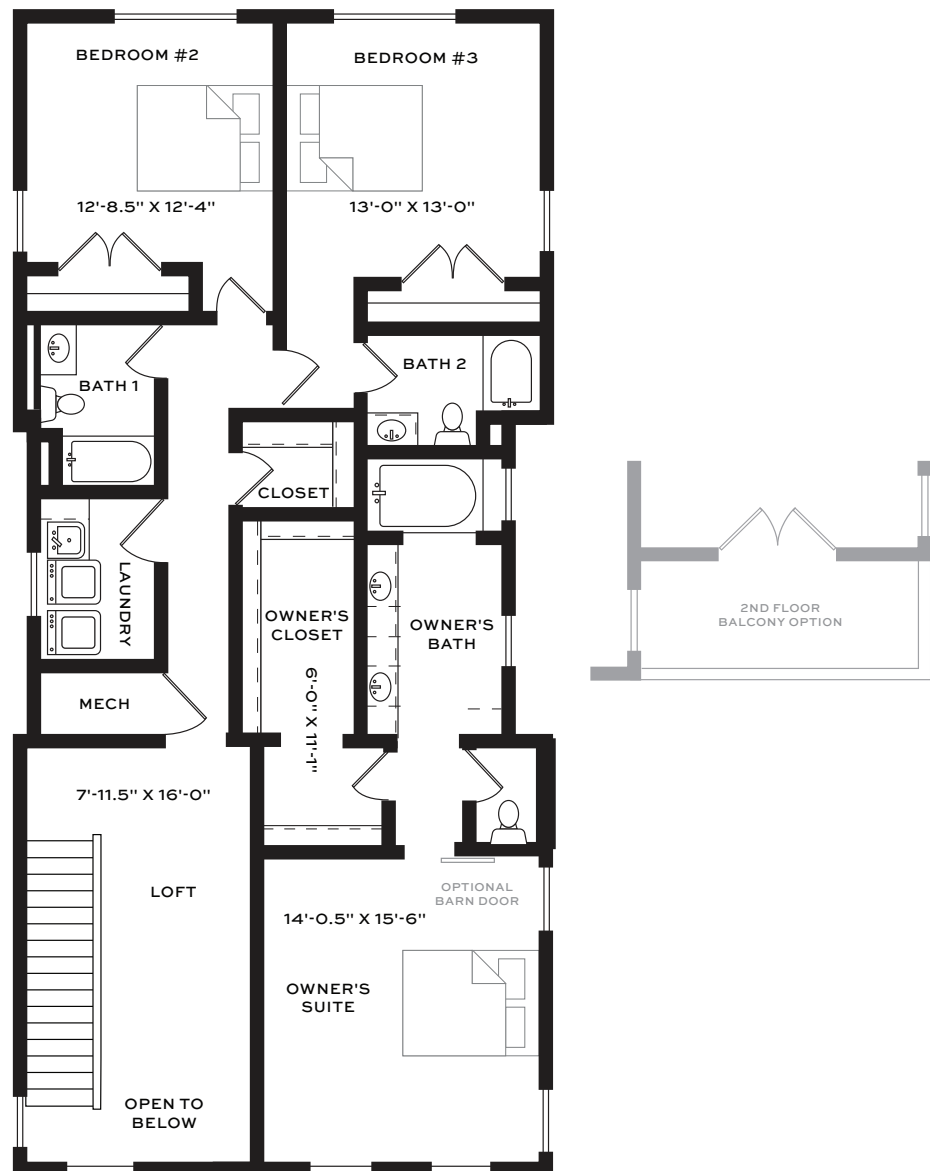 BEDROOM #2
BEDROOM #3
12'-8.5" X 12'-4"
13'-0" X 13'-0"
BATH 1
BATH 2
CLOSET
LAUNDRY
OWNER'S
CLOSET
OWNER'S
BATH
6'-0" X 11'-1"
MECH
2ND FLOOR
BALCONY OPTION
7'-11.5" X 16'-0"
LOFT
OPTIONAL
BARN DOOR
14'-0.5" X 15'-6"
OWNER'S
SUITE
OPEN TO
BELOW